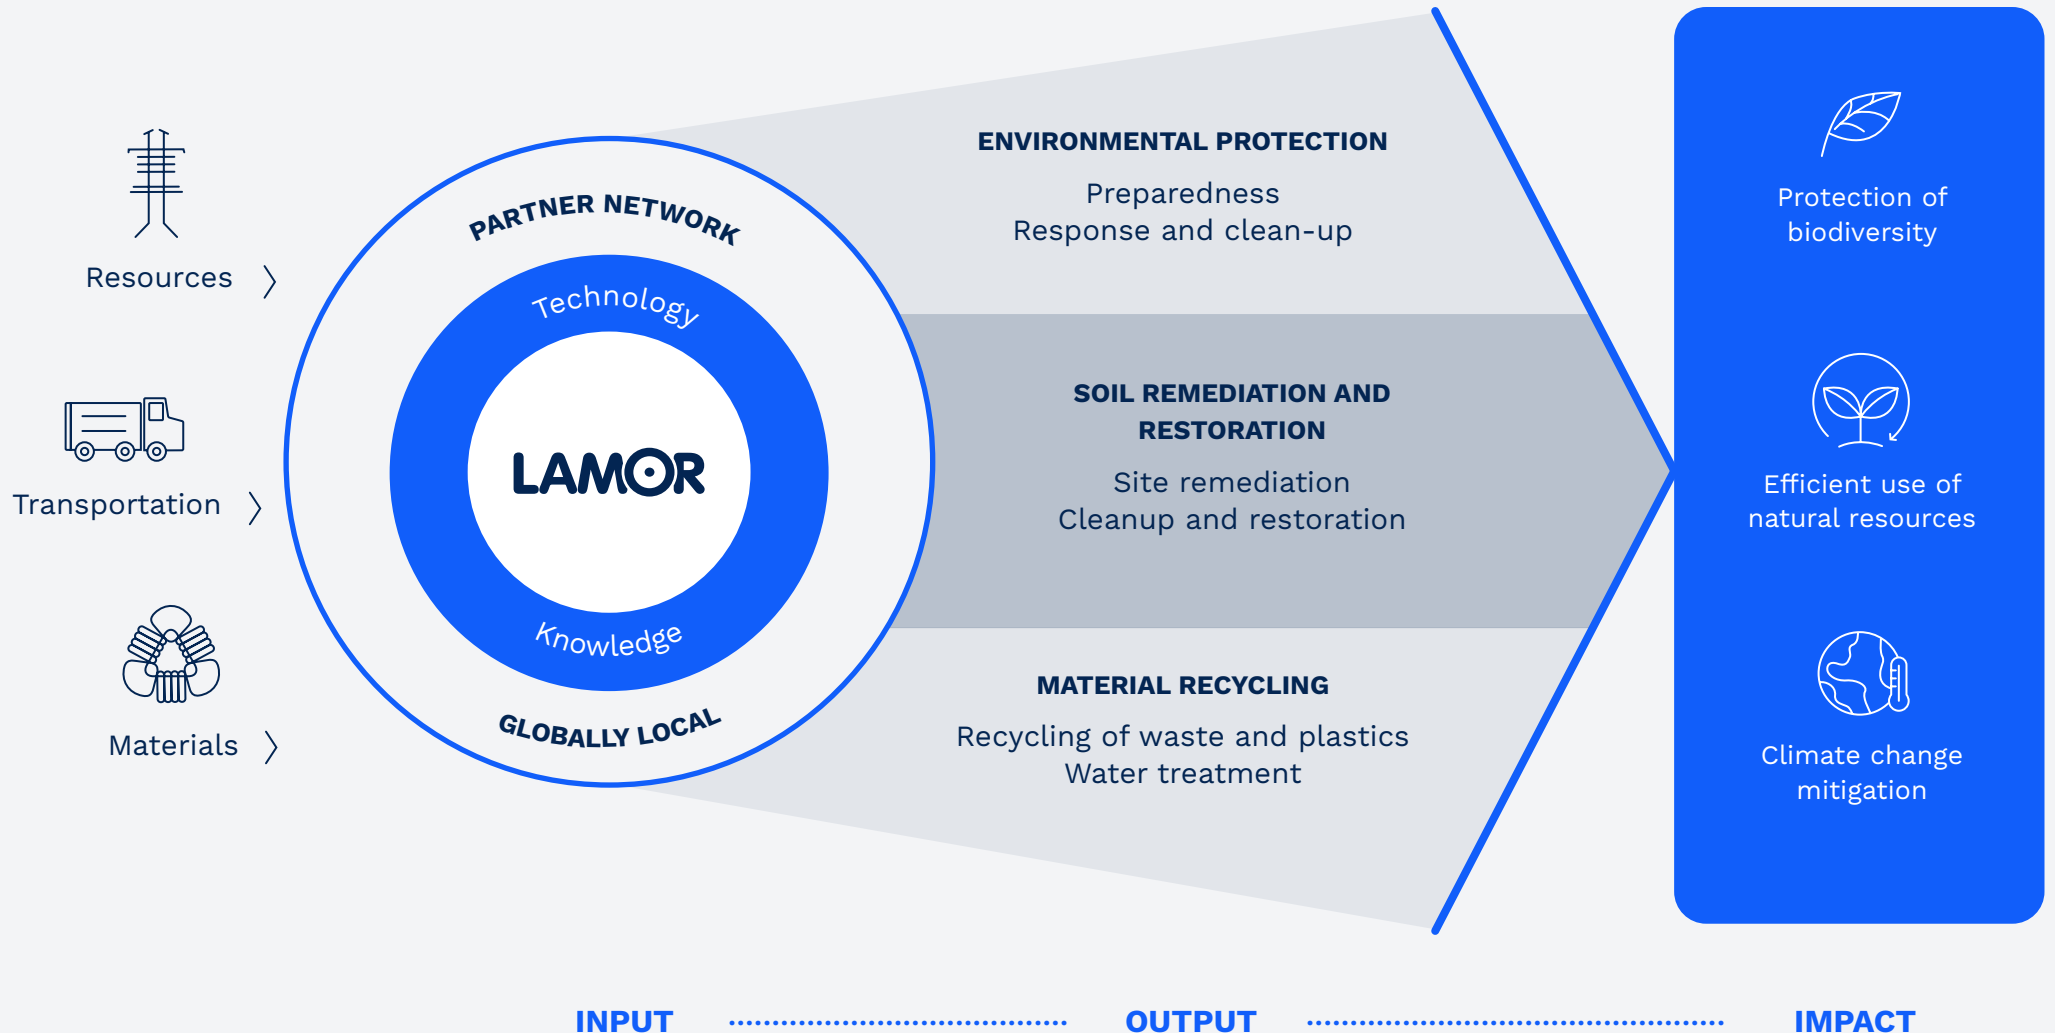 Resources
Transportation
Materials
PARTNER NETWORK
Technology
LAMOR
Knowledge
GLOBALLY LOCAL
ENVIRONMENTAL PROTECTION
Preparedness
Response and clean-up
SOIL REMEDIATION AND
RESTORATION
Site remediation
Cleanup and restoration
MATERIAL RECYCLING
Recycling of waste and plastics
Water treatment
Protection of
biodiversity
Efficient use of
natural resources
Climate change
mitigation
INPUT
OUTPUT
IMPACT